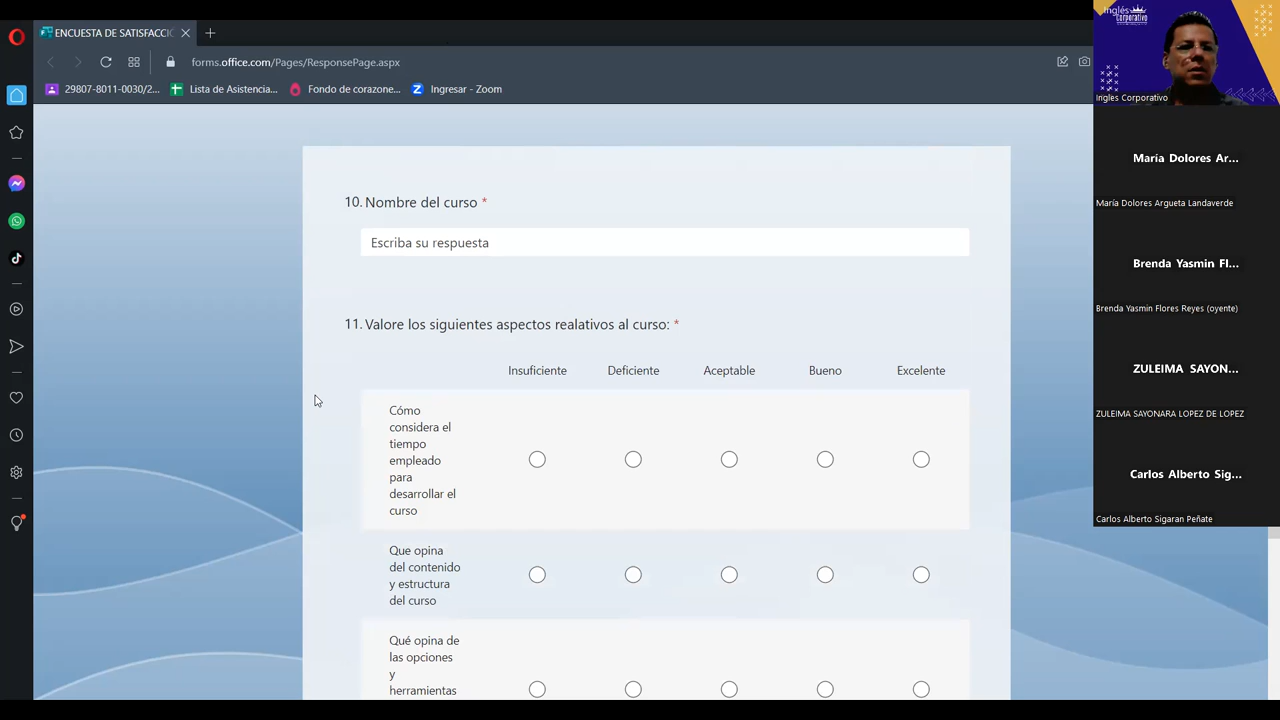 ENCUESTA DE SATISFACCIÓ
forms.office.com/Pages/ResponsePage.aspx
29807-8011-0030/2...
Lista de Asistencia...
Fondo de corazone...
Ingresar - Zoom
10. Nombre del curso *
Escriba su respuesta
11. Valore los siguientes aspectos realativos al curso: *
Insuficiente Deficiente Aceptable Bueno Excelente
Cómo
considera el
tiempo
empleado
para
desarrollar el
curso
Que opina
del contenido
y estructura
del curso
Qué opina de
las opciones
y
herramientas
Inglés
Corporativo
Ingles Corporativo
María Dolores Ar...
María Dolores Argueta Landaverde
Brenda Yasmin Fl...
Brenda Yasmin Flores Reyes (oyente)
ZULEIMA SAYON...
ZULEIMA SAYONARA LOPEZ DE LOPEZ
Carlos Alberto Sig...
Carlos Alberto Sigaran Peñate